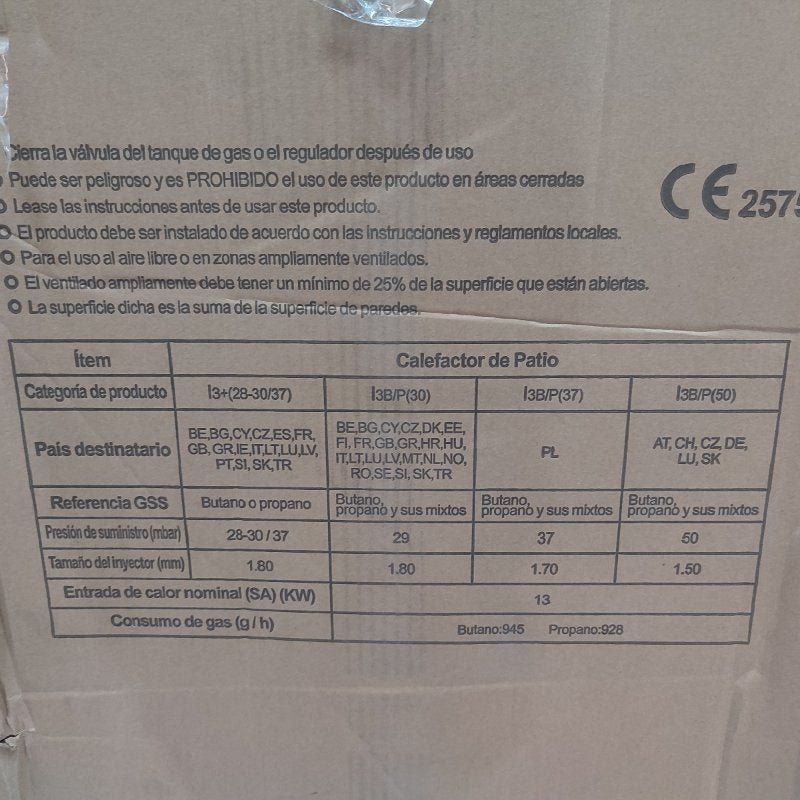 Cierra la válvula del tanque de gas o el regulador después de uso
Puede ser peligroso y es PROHIBIDO el uso de este producto en áreas cerradas
Lease las instrucciones antes de usar este producto.
El producto debe ser instalado de acuerdo con las instrucciones y reglamentos locales.
Para el uso al aire libre o en zonas ampliamente ventilados.
El ventilado ampliamente debe tener un mínimo de 25% de la superficie que están abiertas.
La superficie dicha es la suma de la superficie de paredes.
CE 2575
Ítem Calefactor de Patio
Categoría de producto I3+(28-30/37) I3B/P(30) I3B/P(37) I3B/P(50)
País destinatario
BE,BG,CY,CZ,ES,FR,
GB,GR,IE,IT,LT,LU,LV,
PT,SI,SK,TR
BE,BG,CY,CZ,DK,EE,
FI,FR,GB,GR,HR,HU,
IT,LT,LU,LV,MT,NL,NO,
RO,SE,SI,SK,TR
PL
AT, CH, CZ, DE,
LU, SK
Referencia GSS
Butano o propano
Butano,
propano y sus mixtos
Butano,
propano y sus mixtos
Butano,
propano y sus mixtos
Presión de suministro (mbar) 28-30 / 37 29 37 50
Tamaño del inyector (mm) 1.80 1.80 1.70 1.50
Entrada de calor nominal (SA) (KW) 13
Consumo de gas (g / h) Butano:945 Propano:928